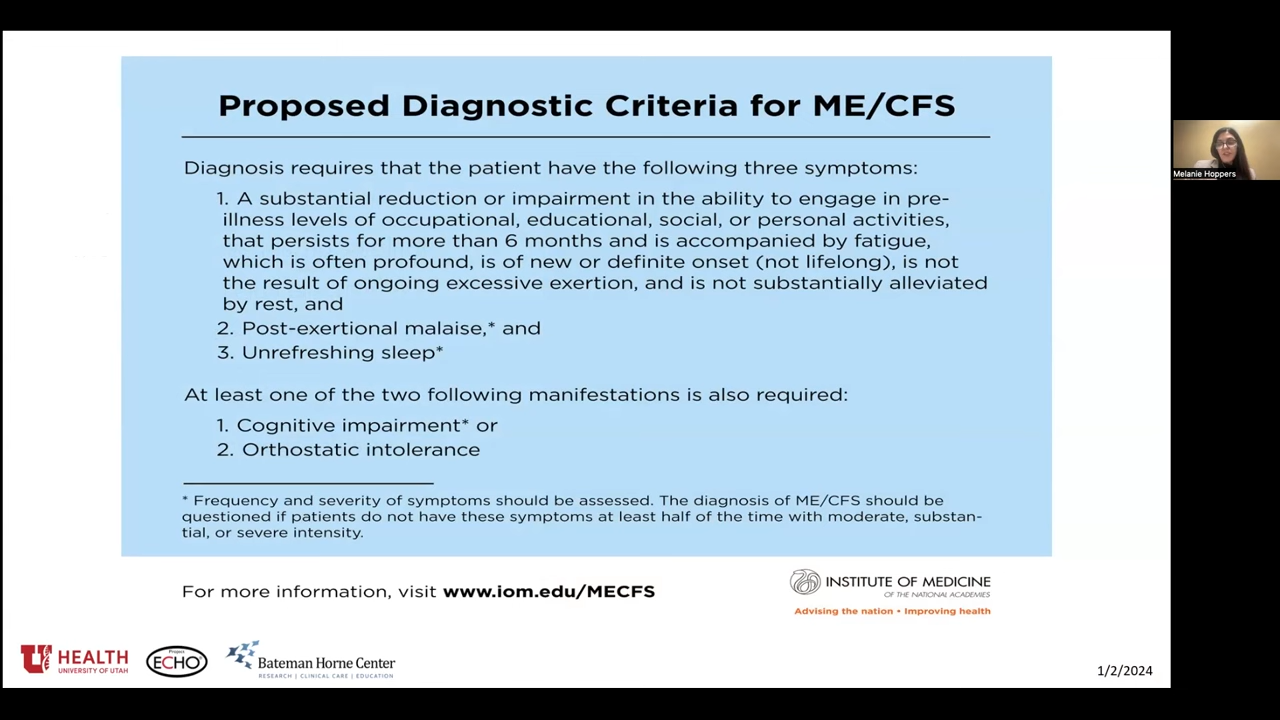 Proposed Diagnostic Criteria for ME/CFS
Diagnosis requires that the patient have the following three symptoms:
1. A substantial reduction or impairment in the ability to engage in pre-
illness levels of occupational, educational, social, or personal activities,
that persists for more than 6 months and is accompanied by fatigue,
which is often profound, is of new or definite onset (not lifelong), is not
the result of ongoing excessive exertion, and is not substantially alleviated
by rest, and
2. Post-exertional malaise,* and
3. Unrefreshing sleep*
At least one of the two following manifestations is also required:
1. Cognitive impairment* or
2. Orthostatic intolerance
* Frequency and severity of symptoms should be assessed. The diagnosis of ME/CFS should be
questioned if patients do not have these symptoms at least half of the time with moderate, substan-
tial, or severe intensity.
For more information, visit www.iom.edu/MECFS
INSTITUTE OF MEDICINE
OF THE NATIONAL ACADEMIES
Advising the nation • Improving health
U HEALTH
UNIVERSITY OF UTAH
Project
ECHO
Bateman Horne Center
RESEARCH | CLINICAL CARE | EDUCATION
1/2/2024
Melanie Hoppers